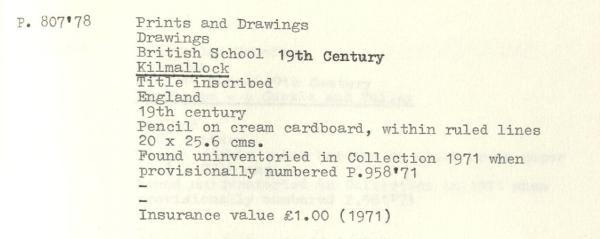 P. 807'78 Prints and Drawings
Drawings
British School 19th Century
Kilmallock
Title inscribed
England
19th century
Pencil on cream cardboard, within ruled lines
20 x 25.6 cms.
Found uninventoried in Collection 1971 when
provisionally numbered P.958'71
-
-
Insurance value £1.00 (1971)